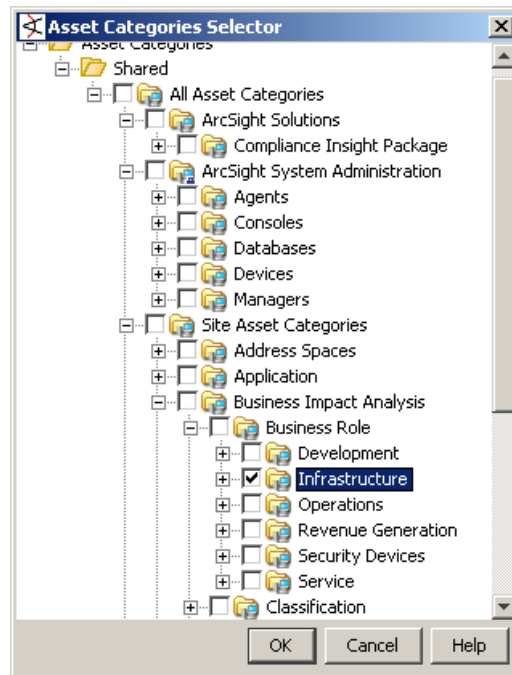 Asset Categories Selector
Asset Categories
Shared
All Asset Categories
ArcSight Solutions
Compliance Insight Package
ArcSight System Administration
Agents
Consoles
Databases
Devices
Managers
Site Asset Categories
Address Spaces
Application
Business Impact Analysis
Business Role
Development
Infrastructure
Operations
Revenue Generation
Security Devices
Service
Classification
OK Cancel Help